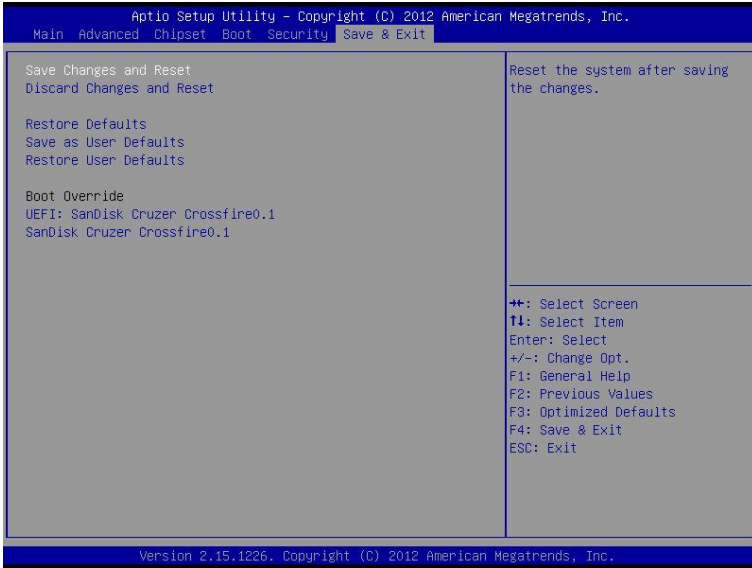 Aptio Setup Utility – Copyright (C) 2012 American Megatrends, Inc.
Main Advanced Chipset Boot Security Save & Exit
Save Changes and Reset
Discard Changes and Reset
Restore Defaults
Save as User Defaults
Restore User Defaults
Boot Override
UEFI: SanDisk Cruzer Crossfire0.1
SanDisk Cruzer Crossfire0.1
Reset the system after saving
the changes.
→←: Select Screen
↑↓: Select Item
Enter: Select
+/-: Change Opt.
F1: General Help
F2: Previous Values
F3: Optimized Defaults
F4: Save & Exit
ESC: Exit
Version 2.15.1226. Copyright (C) 2012 American Megatrends, Inc.